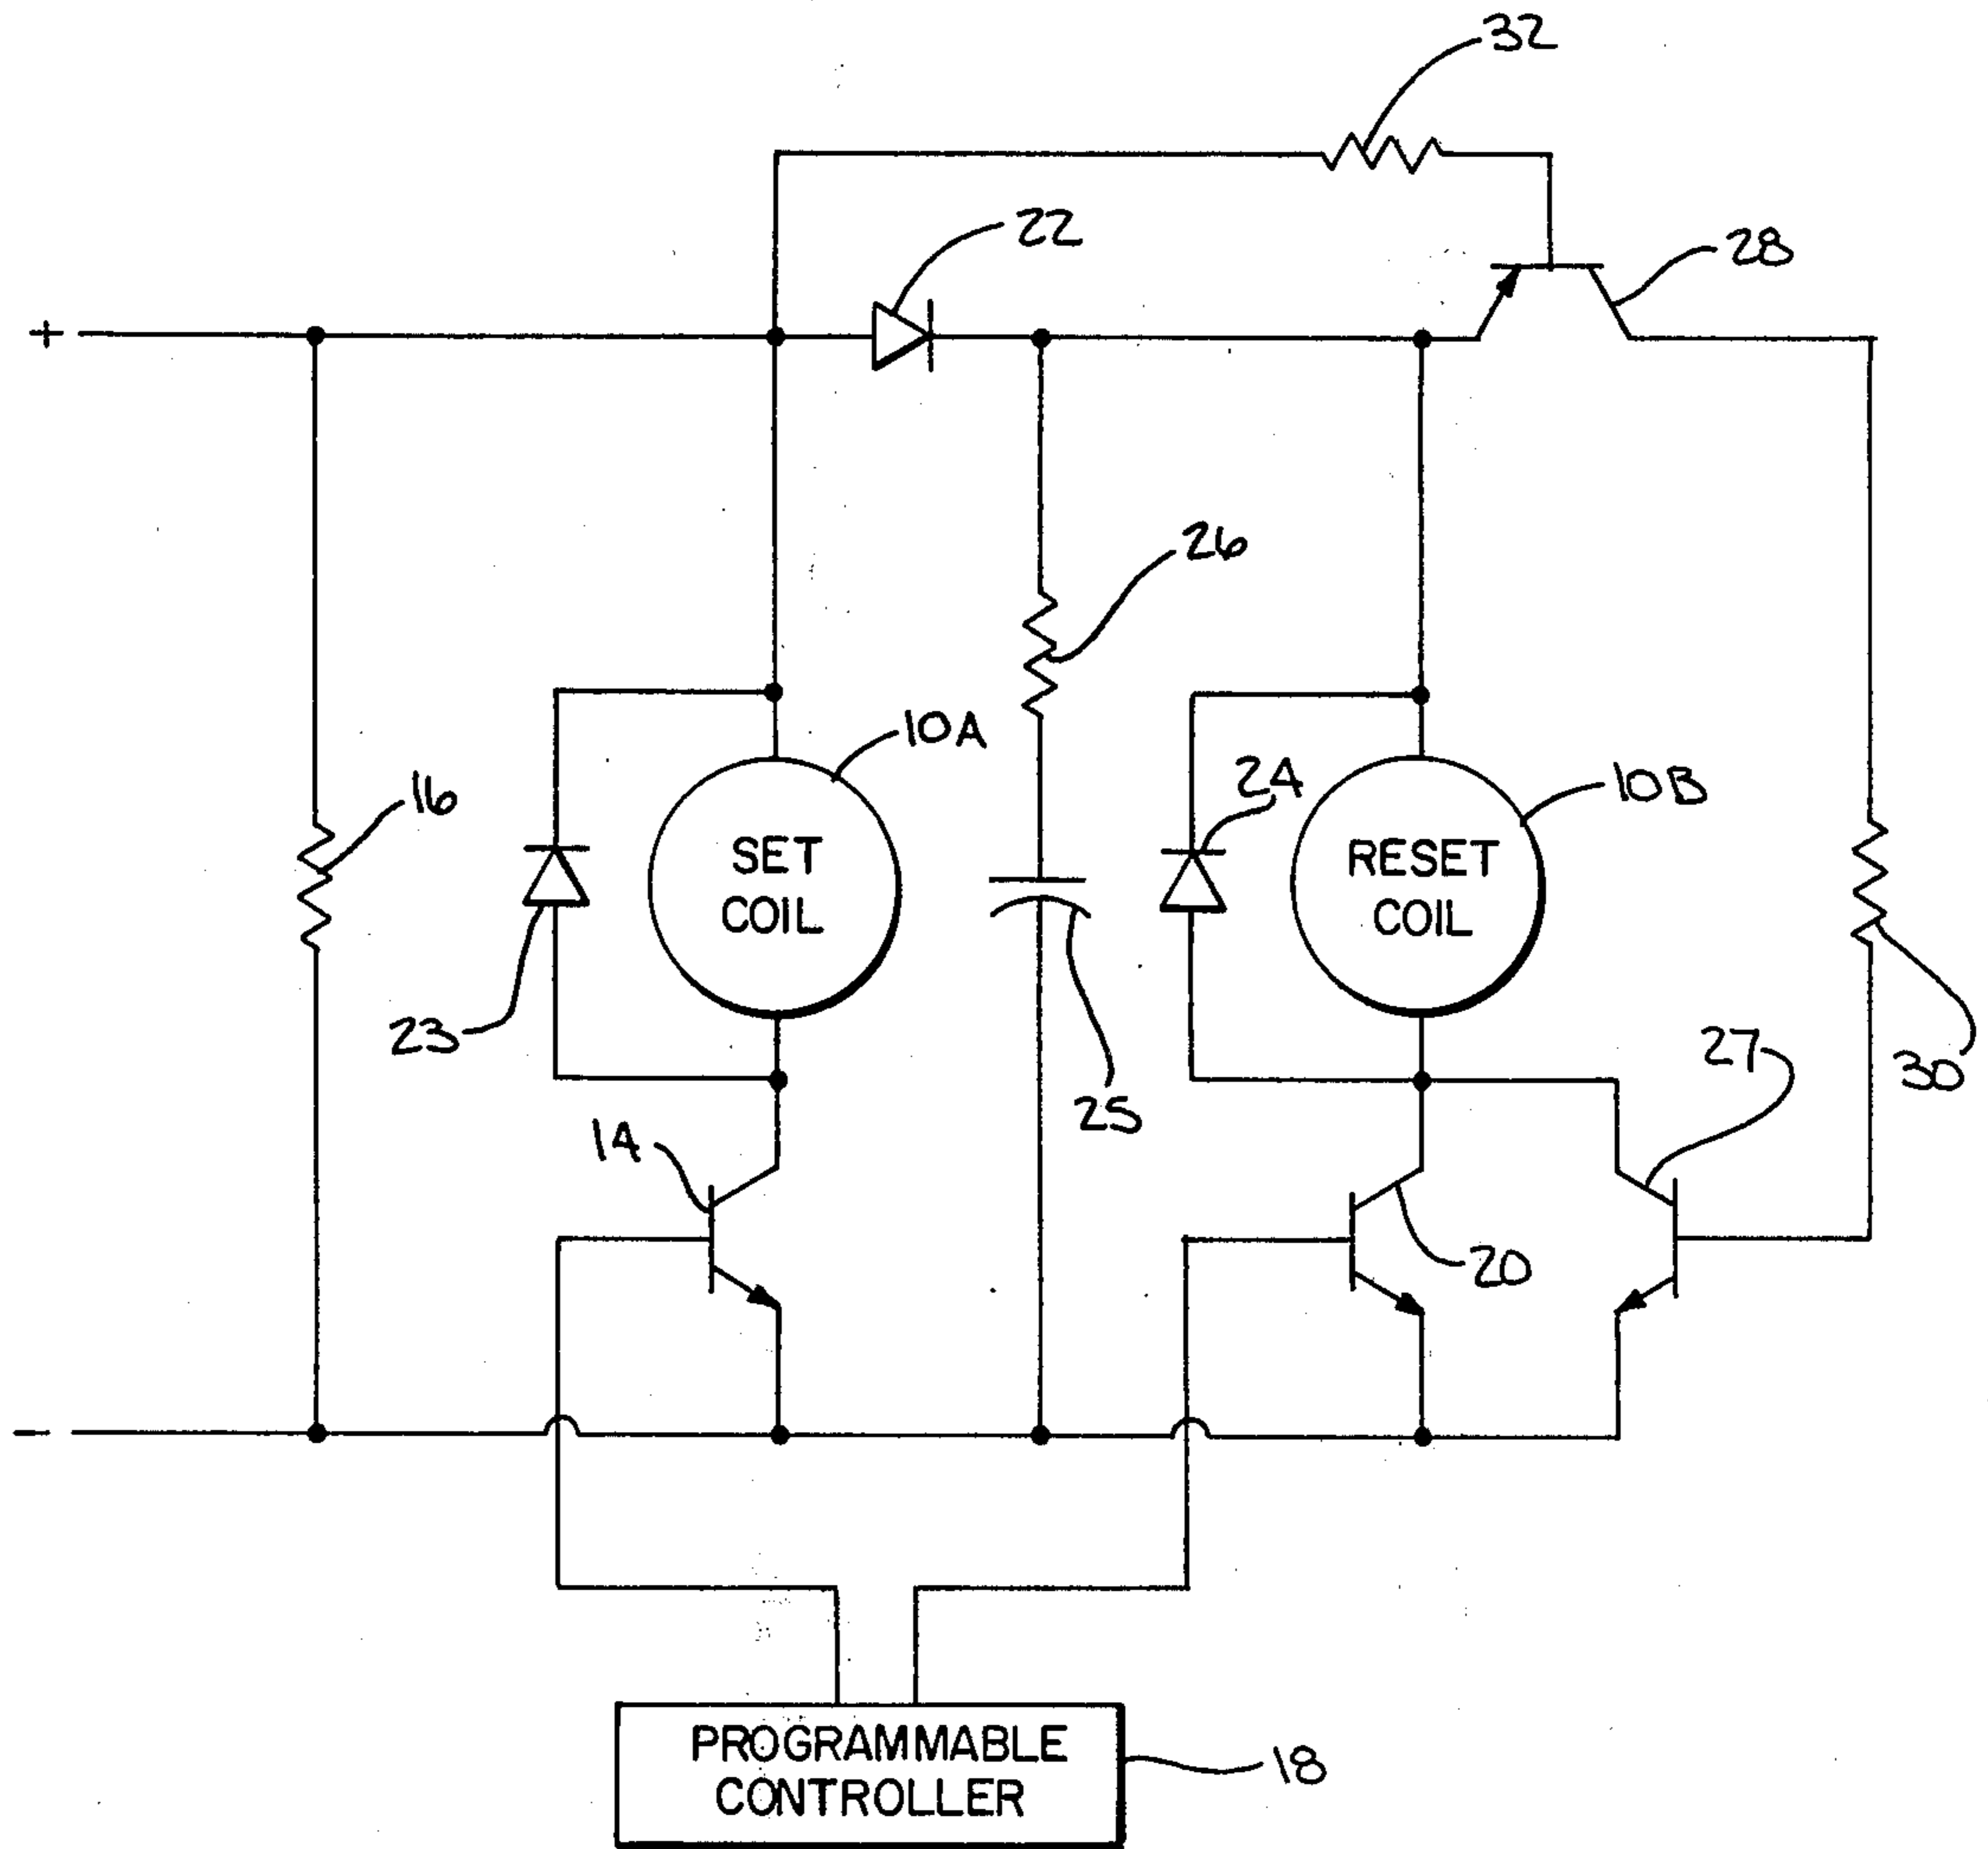 32
22
28
+
26
10A
24
10B
16
SET
COIL
RESET
COIL
23
25
27
30
14
20
-
PROGRAMMABLE
CONTROLLER
18